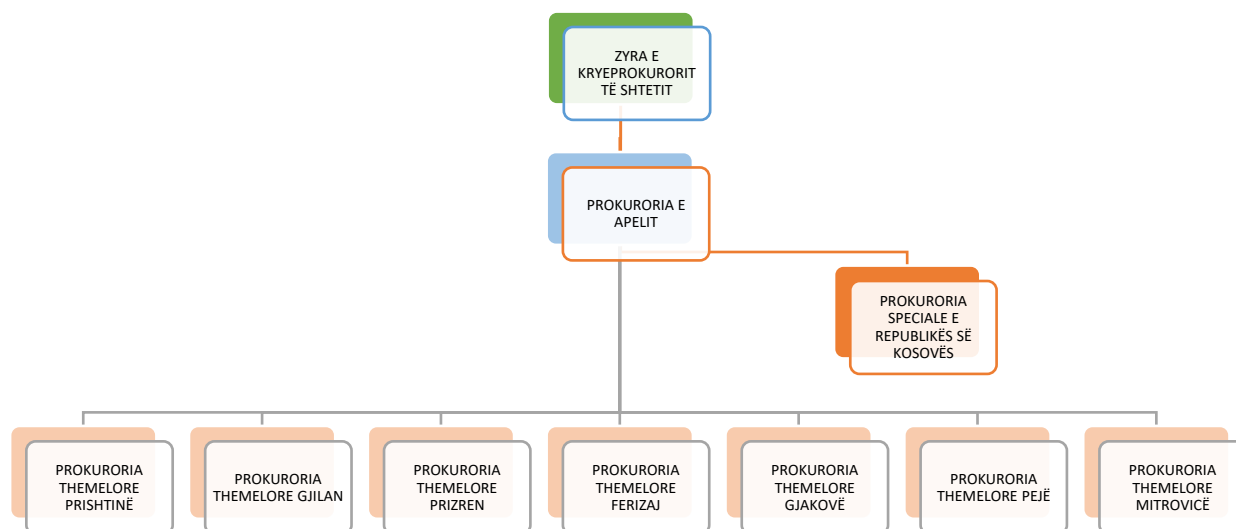 ZYRA E
KRYEPROKURORIT
TË SHTETIT
PROKURORIA E
APELIT
PROKURORIA
SPECIALE E
REPUBLIKËS SË
KOSOVËS
PROKURORIA
THEMELORE
PRISHTINË
PROKURORIA
THEMELORE GJILAN
PROKURORIA
THEMELORE
PRIZREN
PROKURORIA
THEMELORE
FERIZAJ
PROKURORIA
THEMELORE
GJAKOVË
PROKURORIA
THEMELORE PEJË
PROKURORIA
THEMELORE
MITROVICË